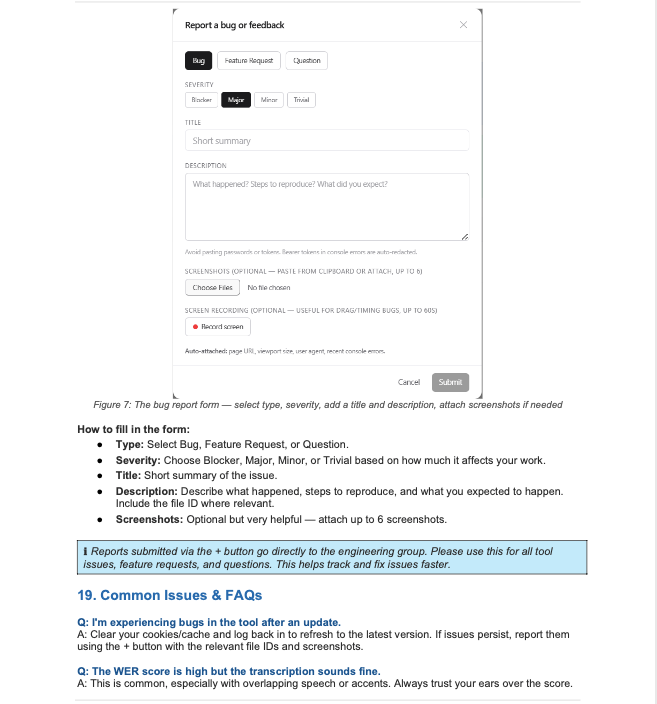 Report a bug or feedback
Bug Feature Request Question
SEVERITY
Blocker Major Minor Trivial
TITLE
Short summary
DESCRIPTION
What happened? Steps to reproduce? What did you expect?
Avoid pasting passwords or tokens. Bearer tokens in console errors are auto-redacted.
SCREENSHOTS (OPTIONAL — PASTE FROM CLIPBOARD OR ATTACH, UP TO 6)
Choose Files No file chosen
SCREEN RECORDING (OPTIONAL — USEFUL FOR DRAG/TIMING BUGS, UP TO 60S)
Record screen
Auto-attached: page URL, viewport size, user agent, recent console errors.
Cancel Submit
Figure 7: The bug report form — select type, severity, add a title and description, attach screenshots if needed
How to fill in the form:
● Type: Select Bug, Feature Request, or Question.
● Severity: Choose Blocker, Major, Minor, or Trivial based on how much it affects your work.
● Title: Short summary of the issue.
● Description: Describe what happened, steps to reproduce, and what you expected to happen.
Include the file ID where relevant.
● Screenshots: Optional but very helpful — attach up to 6 screenshots.
ℹ Reports submitted via the + button go directly to the engineering group. Please use this for all tool
issues, feature requests, and questions. This helps track and fix issues faster.
19. Common Issues & FAQs
Q: I'm experiencing bugs in the tool after an update.
A: Clear your cookies/cache and log back in to refresh to the latest version. If issues persist, report them
using the + button with the relevant file IDs and screenshots.
Q: The WER score is high but the transcription sounds fine.
A: This is common, especially with overlapping speech or accents. Always trust your ears over the score.